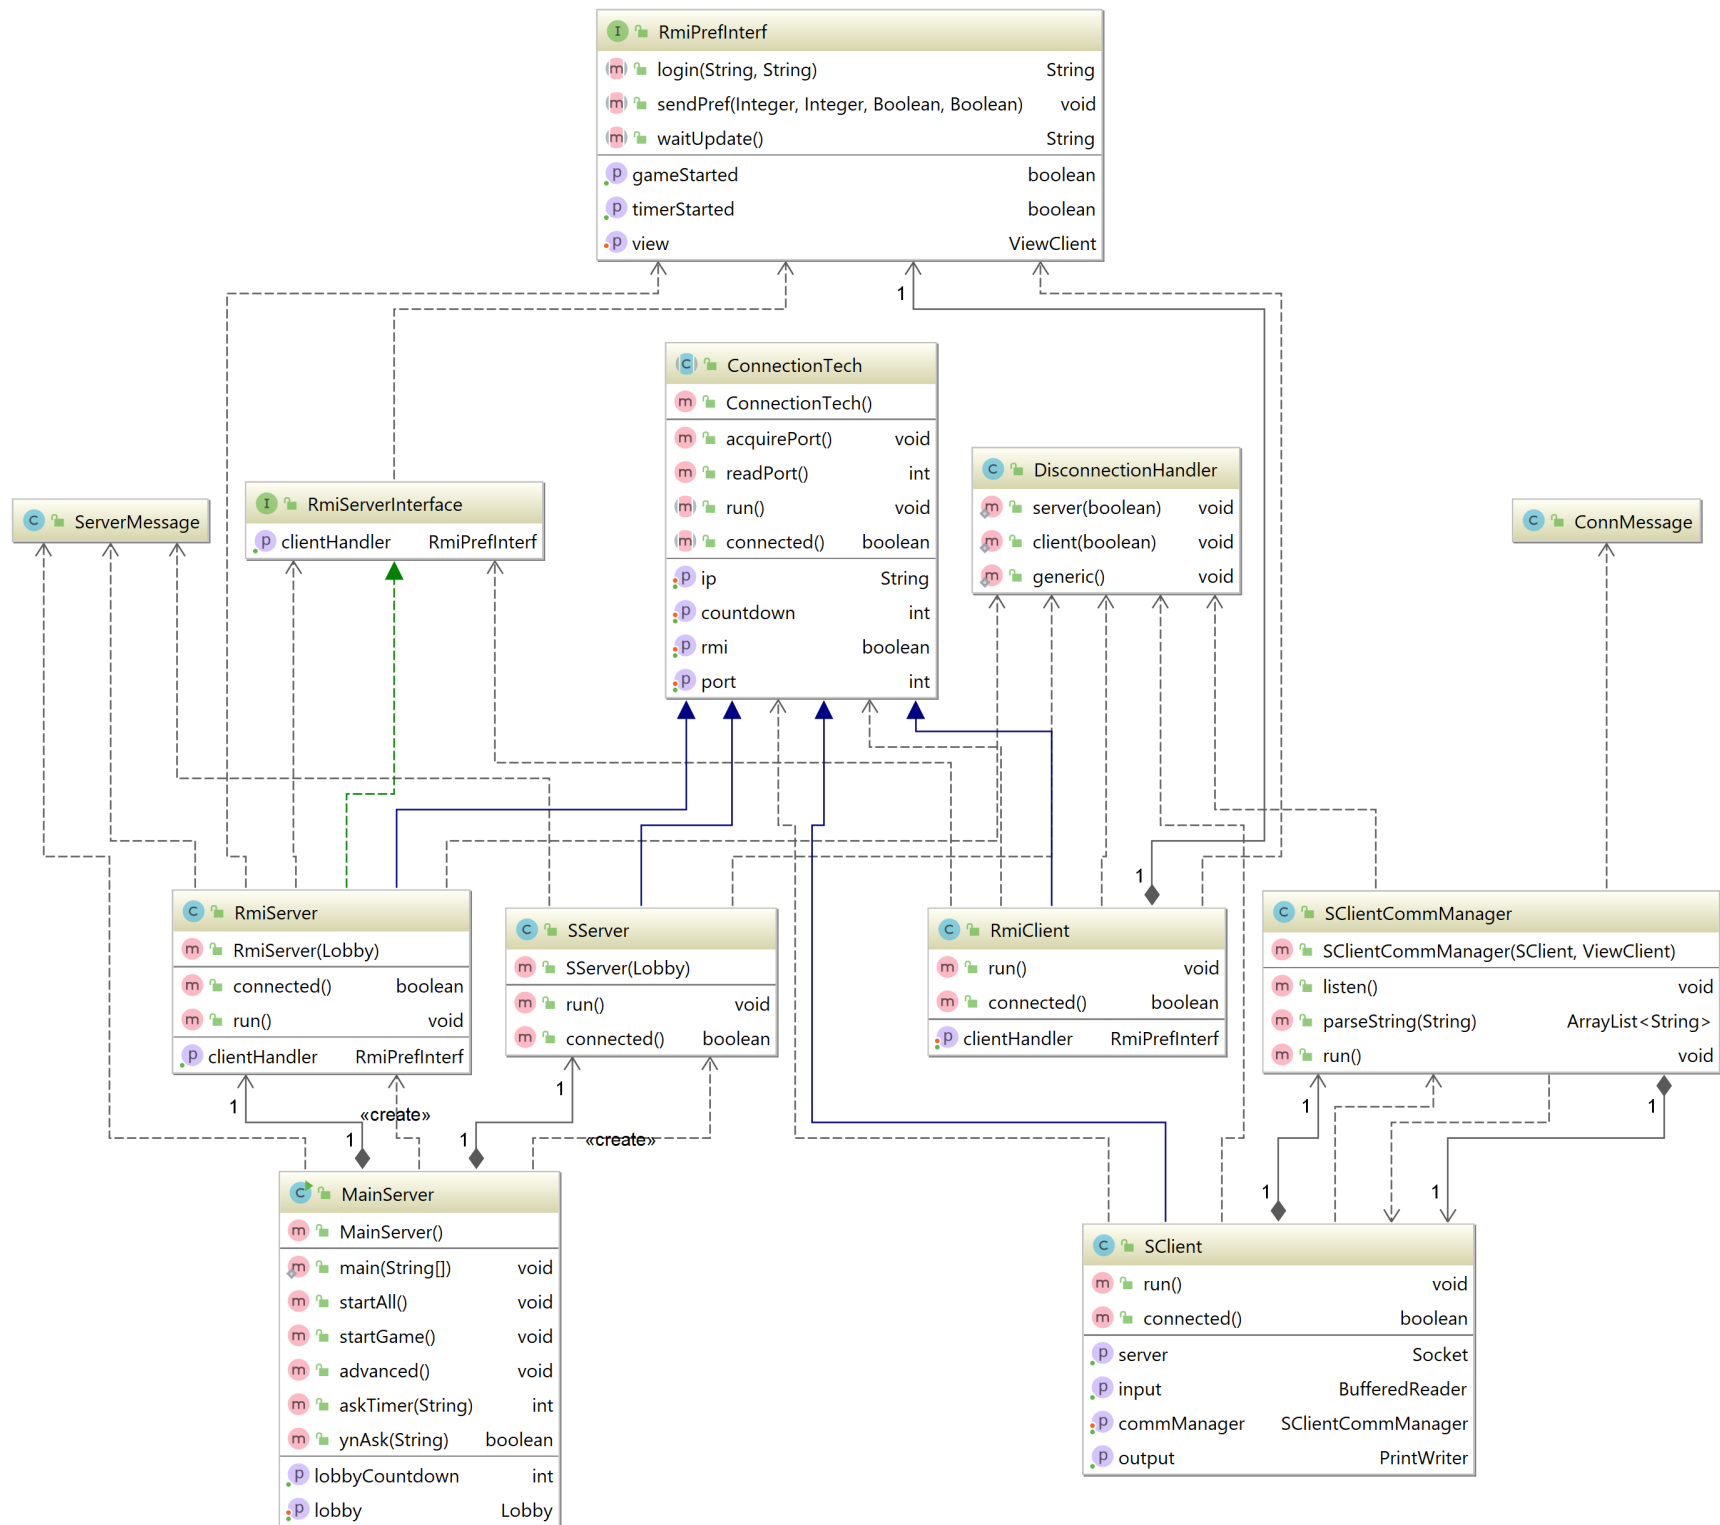 RmiPrefInterf
login(String, String) String
sendPref(Integer, Integer, Boolean, Boolean) void
waitUpdate() String
gameStarted boolean
timerStarted boolean
view ViewClient
1
ConnectionTech
ConnectionTech()
acquirePort() void
readPort() int
run() void
connected() boolean
ip String
countdown int
rmi boolean
port int
DisconnectionHandler
server(boolean) void
client(boolean) void
generic() void
RmiServerInterface
clientHandler RmiPrefInterf
ServerMessage
ConnMessage
RmiServer
RmiServer(Lobby)
connected() boolean
run() void
clientHandler RmiPrefInterf
SServer
SServer(Lobby)
run() void
connected() boolean
1
RmiClient
run() void
connected() boolean
clientHandler RmiPrefInterf
SClientCommManager
SClientCommManager(SClient, ViewClient)
listen() void
parseString(String) ArrayList<String>
run() void
1
«create»
1
1
1
«create»
1
1
1
1
MainServer
MainServer()
main(String[]) void
startAll() void
startGame() void
advanced() void
askTimer(String) int
ynAsk(String) boolean
lobbyCountdown int
lobby Lobby
SClient
run() void
connected() boolean
server Socket
input BufferedReader
commManager SClientCommManager
output PrintWriter